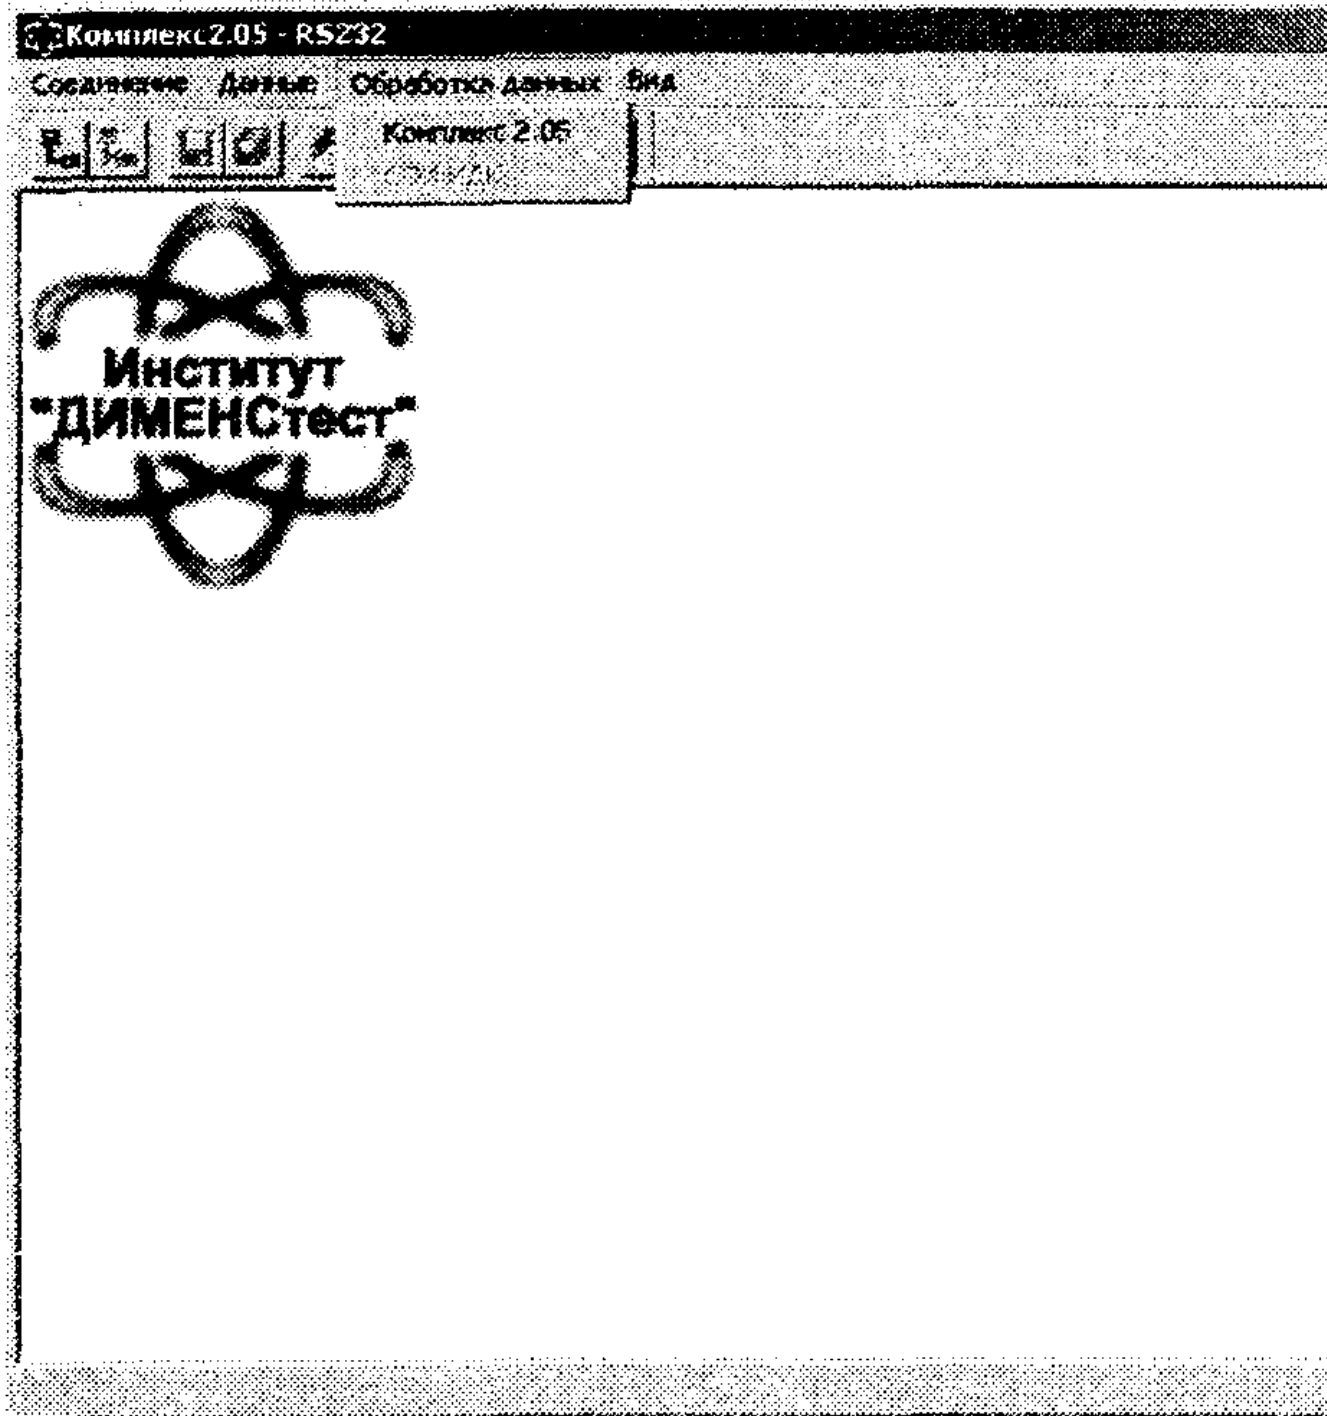 Комплекс2.05 - RS232
Соединение Данные Обработка данных Вид
Комплекс 2.05
Институт
"ДИМЕНСтест"